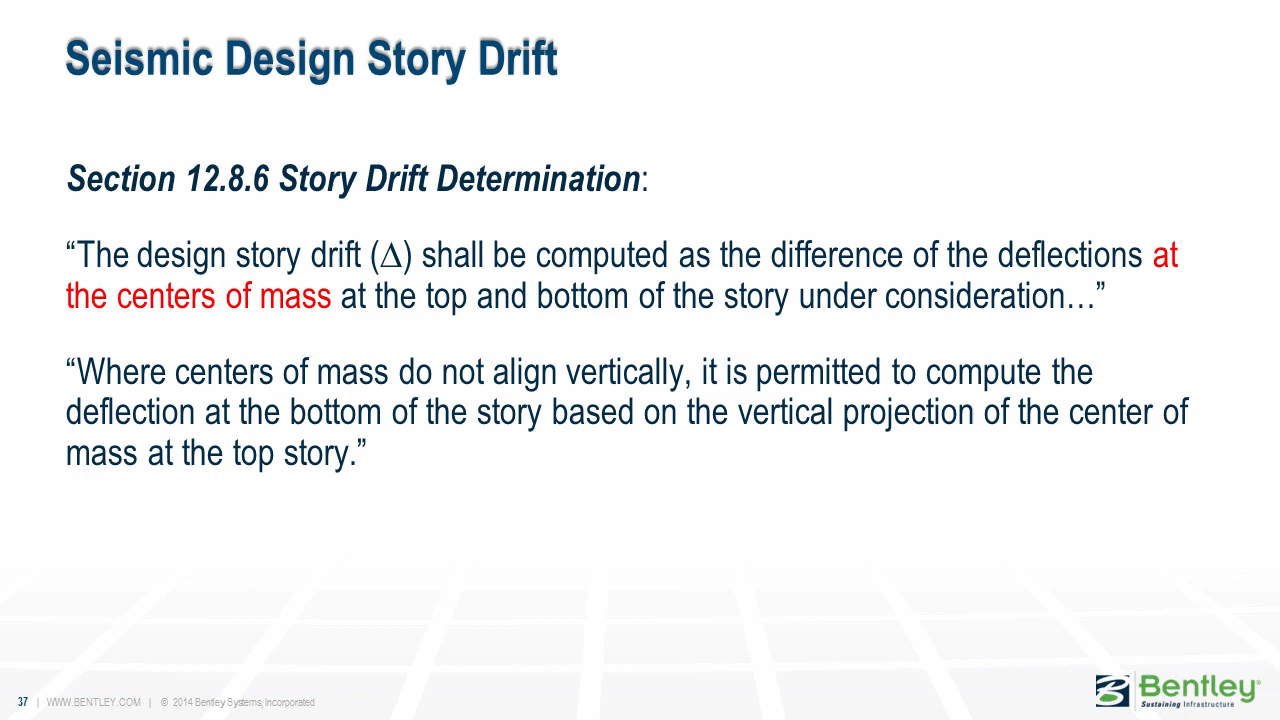 Seismic Design Story Drift
Section 12.8.6 Story Drift Determination:
“The design story drift (∆) shall be computed as the difference of the deflections at
the centers of mass at the top and bottom of the story under consideration…”
“Where centers of mass do not align vertically, it is permitted to compute the
deflection at the bottom of the story based on the vertical projection of the center of
mass at the top story.”
37 | WWW.BENTLEY.COM | © 2014 Bentley Systems, Incorporated
Bentley®
Sustaining Infrastructure